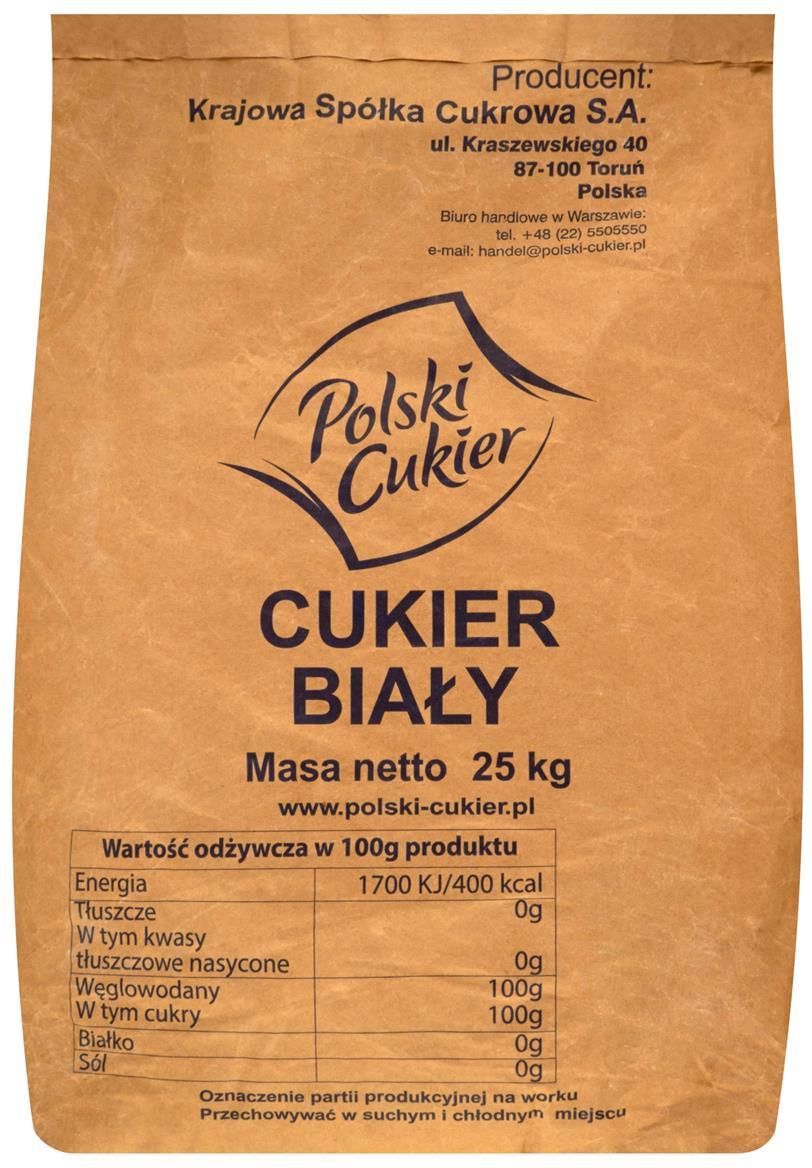 Producent:
Krajowa Spółka Cukrowa S.A.
ul. Kraszewskiego 40
87-100 Toruń
Polska
Biuro handlowe w Warszawie:
tel. +48 (22) 5505550
e-mail: handel@polski-cukier.pl
Polski
Cukier
CUKIER
BIAŁY
Masa netto 25 kg
www.polski-cukier.pl
Wartość odżywcza w 100g produktu
Energia 1700 KJ/400 kcal
Tłuszcze 0g
W tym kwasy
tłuszczowe nasycone 0g
Węglowodany 100g
W tym cukry 100g
Białko 0g
Sól 0g
Oznaczenie partii produkcyjnej na worku
Przechowywać w suchym i chłodnym miejscu